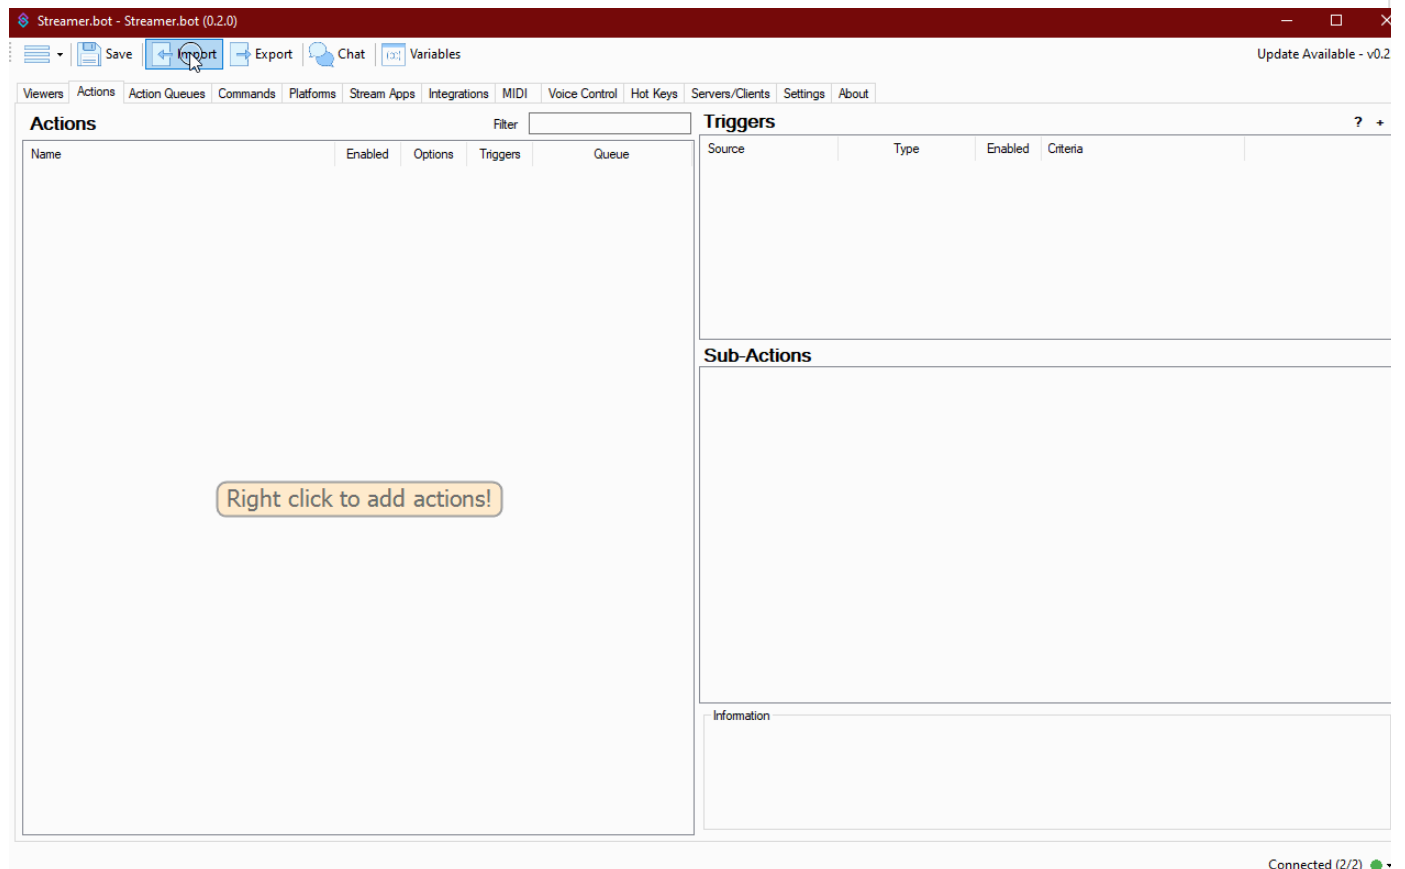 Streamer.bot - Streamer.bot (0.2.0)
Save Import Export Chat Variables Update Available - v0.2
Viewers Actions Action Queues Commands Platforms Stream Apps Integrations MIDI Voice Control Hot Keys Servers/Clients Settings About
Actions Filter
Name Enabled Options Triggers Queue
Right click to add actions!
Triggers ? +
Source Type Enabled Criteria
Sub-Actions
Information
Connected (2/2)